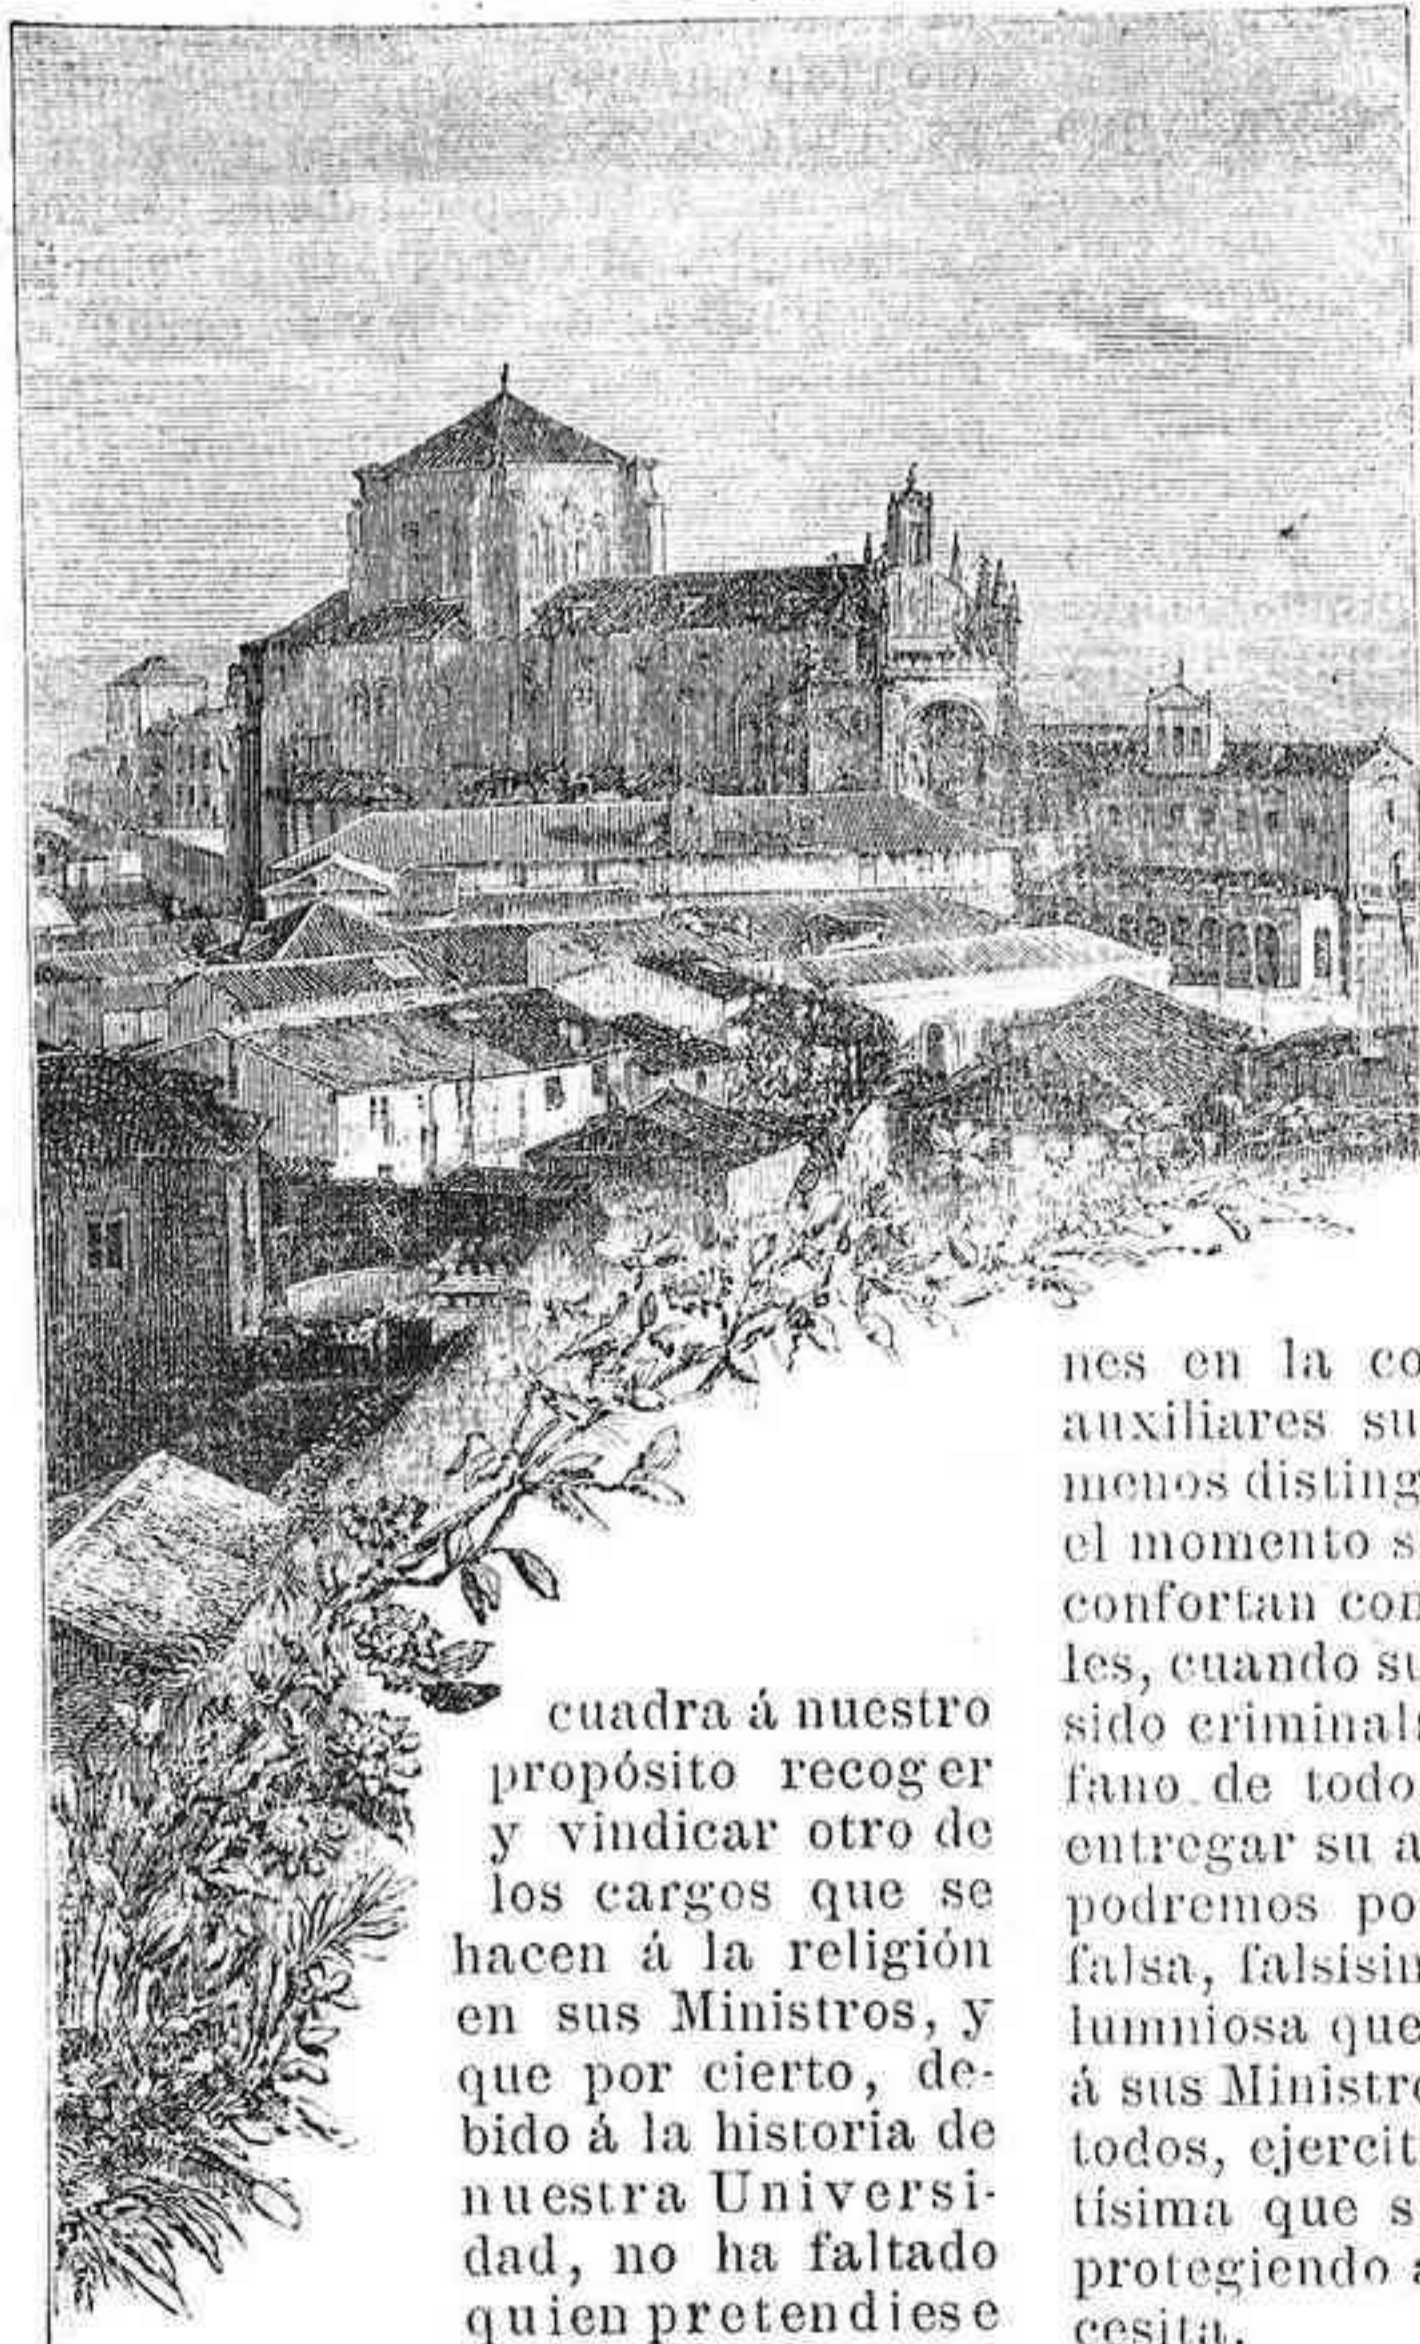 cuadra á nuestro
propósito recoger
y vindicar otro de
los cargos que se
hacen á la religión
en sus Ministros, y
que por cierto, de-
bido á la historia de
nuestra Universi-
dad, no ha faltado
quien pretendiese
nes en la co
auxiliares su
menos disting
el momento s
confortan con
les, cuando su
sido criminal
fano de todo
entregar su a
podremos po
falsa, falsísin
lumniosa que
á sus Ministro
todos, ejercit
tísima que s
protegiendo a
cesita.